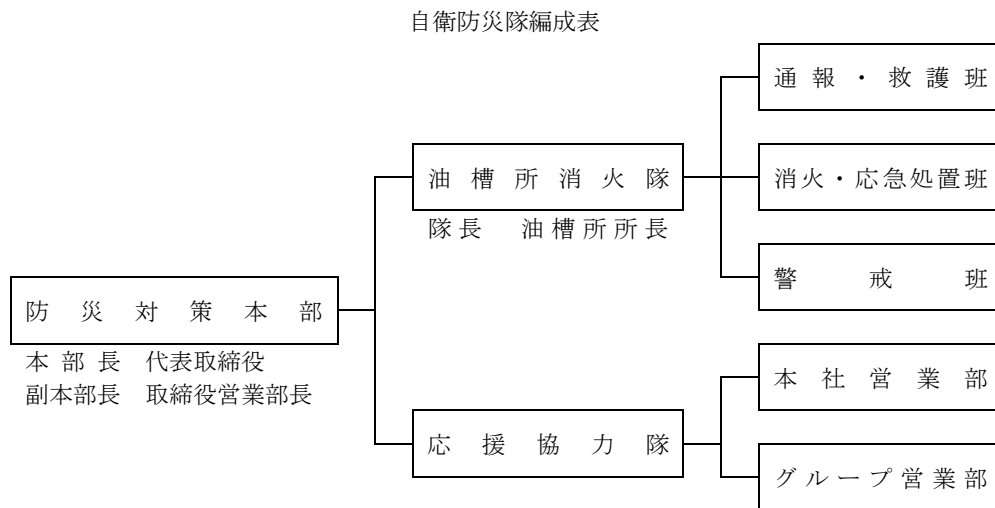 自衛防災隊編成表
通報・救護班
油槽所消火隊
隊長 油槽所所長
消火・応急処置班
警戒班
防災対策本部
本部長 代表取締役
副本部長 取締役営業部長
本社営業部
応援協力隊
グループ営業部